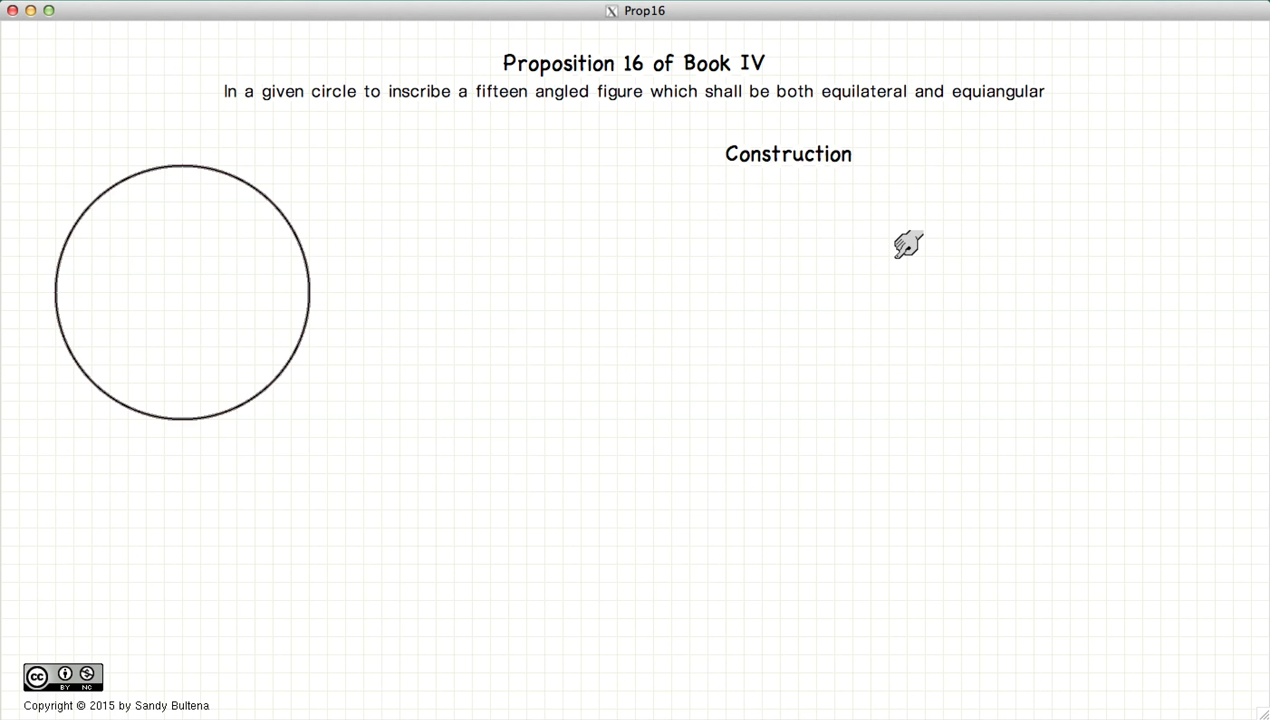 Prop16
Proposition 16 of Book IV
In a given circle to inscribe a fifteen angled figure which shall be both equilateral and equiangular
Construction
cc
BY NC
Copyright © 2015 by Sandy Bultena